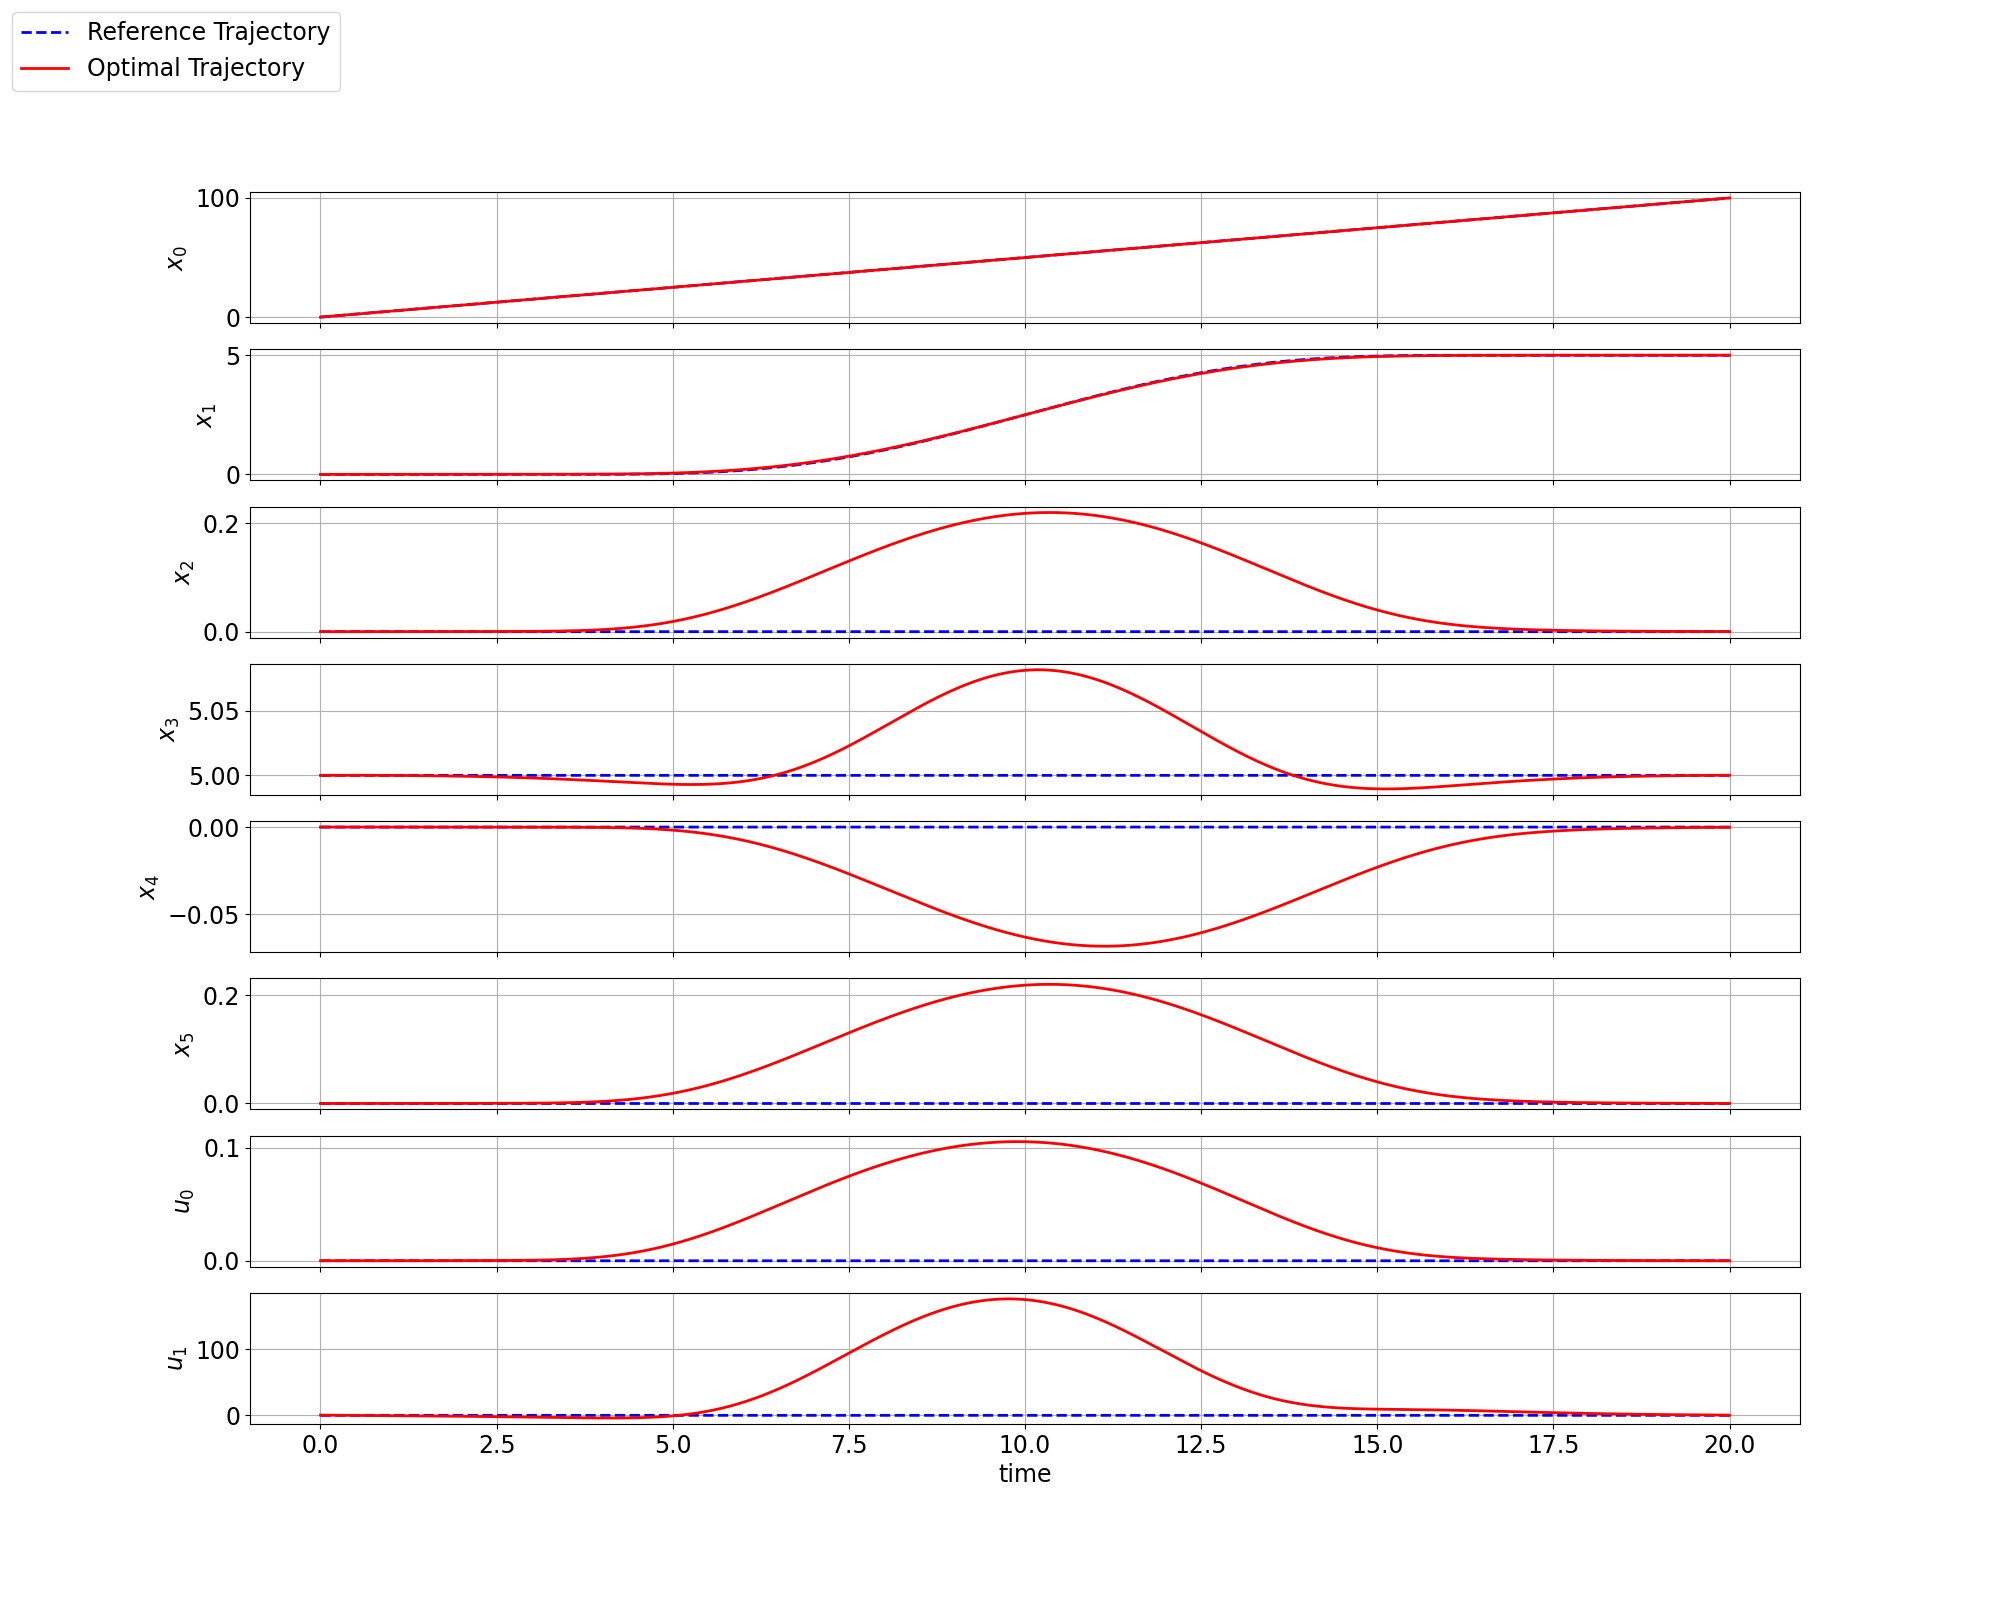 Reference Trajectory
Optimal Trajectory
100
x₀
0
5
x₁
0
0.2
x₂
0.0
5.05
x₃
5.00
0.00
x₄
−0.05
0.2
x₅
0.0
0.1
u₀
0.0
100
u₁
0
0.0 2.5 5.0 7.5 10.0 12.5 15.0 17.5 20.0
time